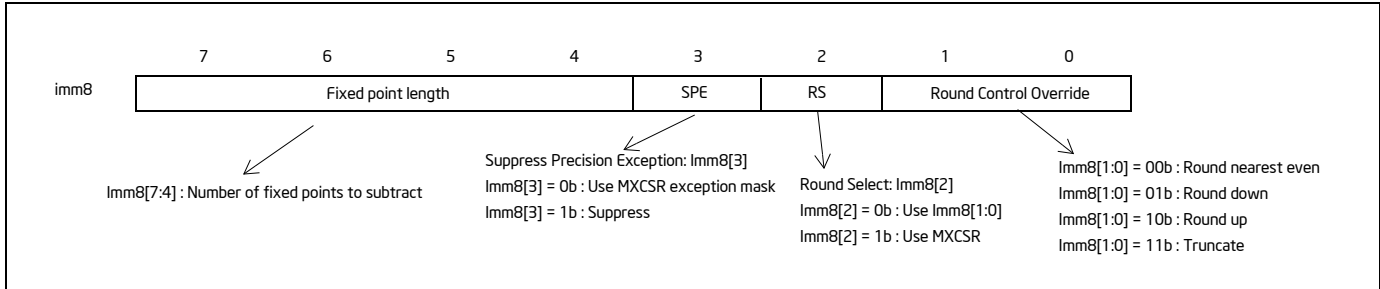 7 6 5 4 3 2 1 0
imm8 Fixed point length SPE RS Round Control Override
Imm8[7:4] : Number of fixed points to subtract
Suppress Precision Exception: Imm8[3]
Imm8[3] = 0b : Use MXCSR exception mask
Imm8[3] = 1b : Suppress
Round Select: Imm8[2]
Imm8[2] = 0b : Use Imm8[1:0]
Imm8[2] = 1b : Use MXCSR
Imm8[1:0] = 00b : Round nearest even
Imm8[1:0] = 01b : Round down
Imm8[1:0] = 10b : Round up
Imm8[1:0] = 11b : Truncate